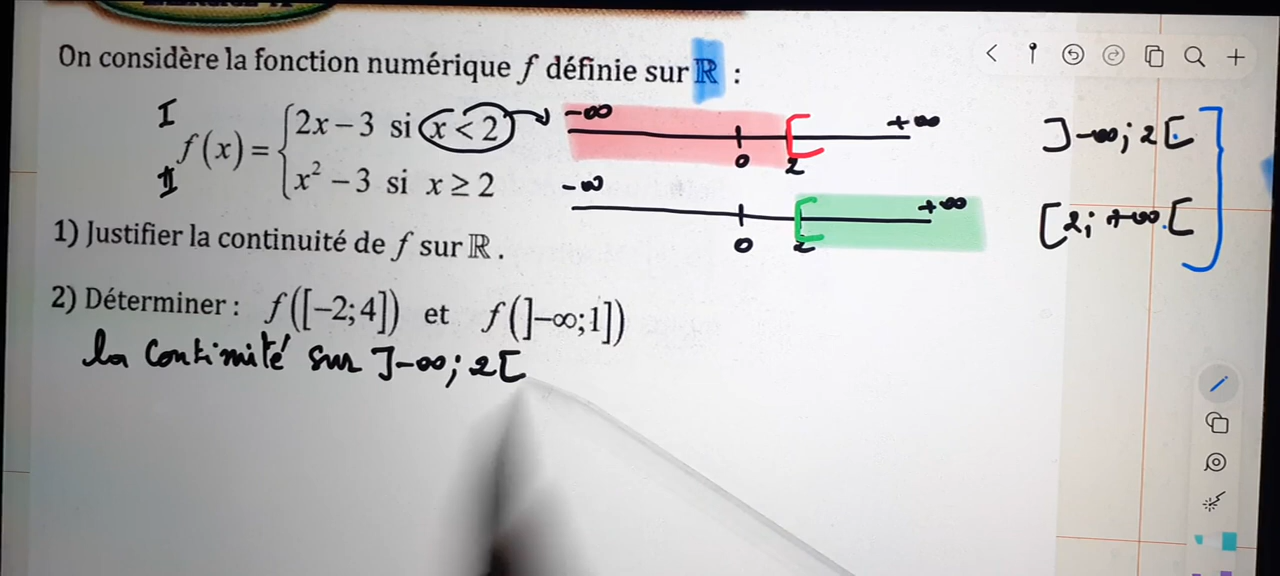 On considère la fonction numérique f définie sur ℝ :
I
f(x) = { 2x − 3 si x < 2
II
x² − 3 si x ≥ 2
-∞ 0 2 +∞
]-∞; 2[
-∞ 0 2 +∞
[2; +∞[
1) Justifier la continuité de f sur ℝ.
2) Déterminer : f([−2;4]) et f(]−∞;1])
la continuité sur ]-∞; 2[